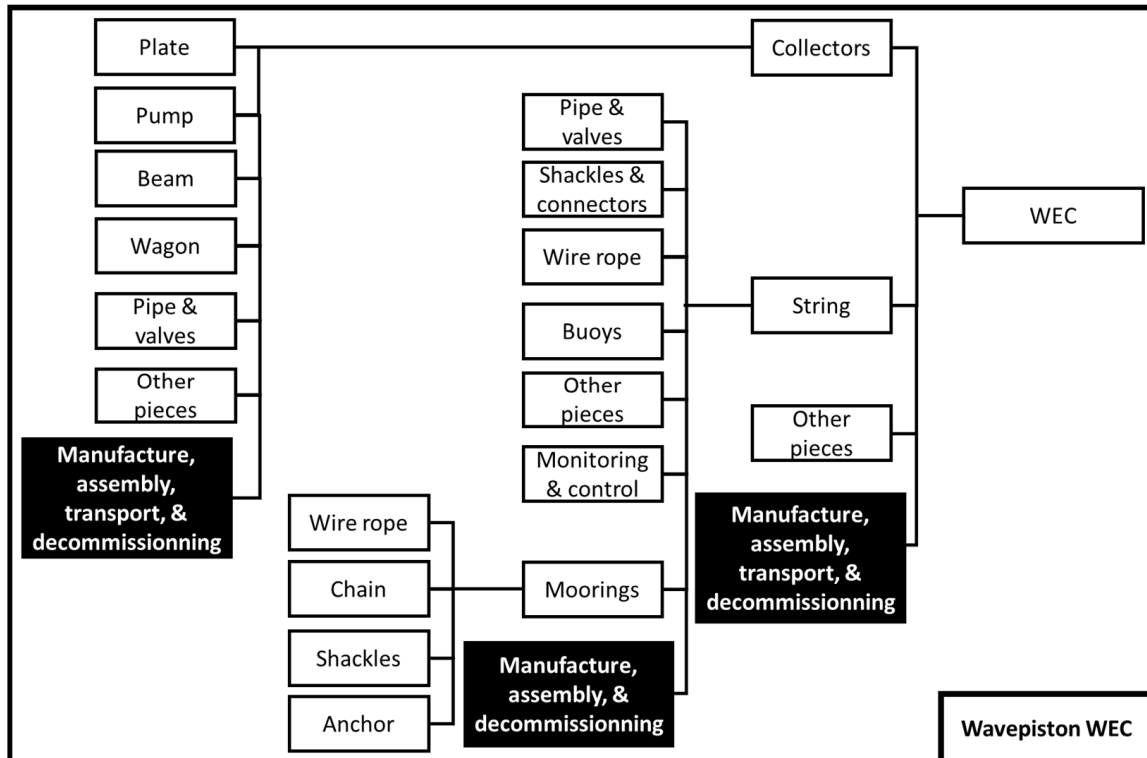 Plate
Pump
Beam
Wagon
Pipe &
valves
Other
pieces
Manufacture,
assembly,
transport, &
decommissionning
Collectors
Pipe &
valves
Shackles &
connectors
Wire rope
Buoys
Other
pieces
Monitoring
& control
Moorings
Manufacture,
assembly, &
decommissionning
Wire rope
Chain
Shackles
Anchor
String
Other
pieces
Manufacture,
assembly,
transport, &
decommissionning
WEC
Wavepiston WEC